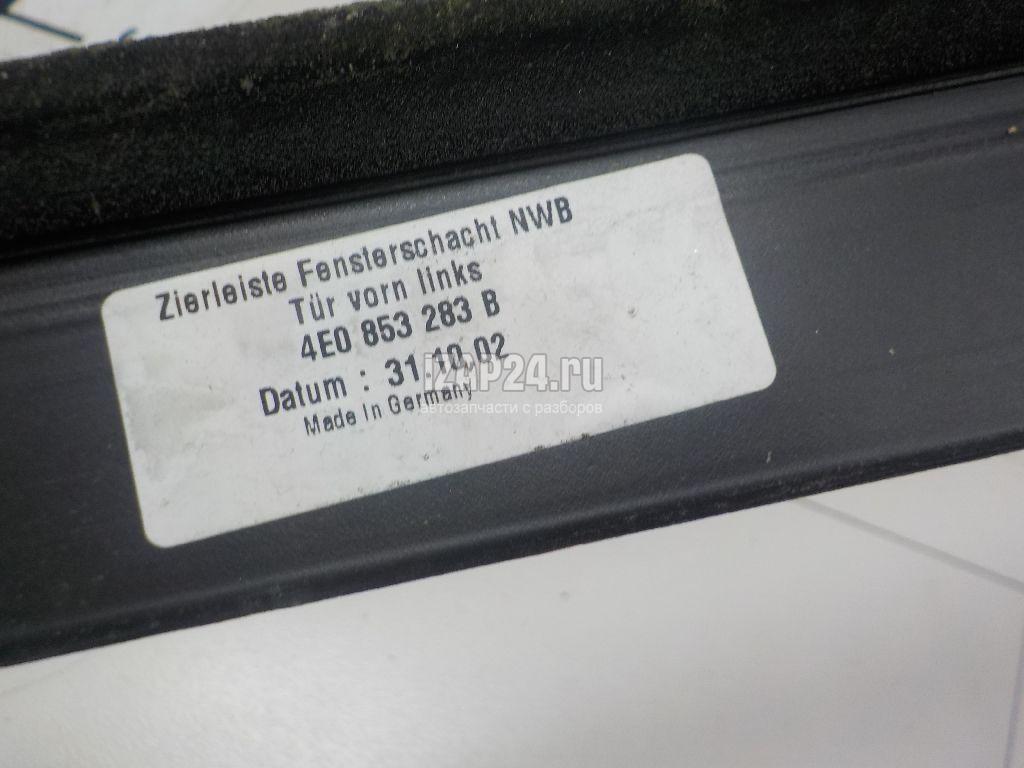 Zierleiste Fensterschacht NWB
Tür vorn links
4E0 853 283 B
Datum : 31.10.02
Made In Germany
IZAP24.ru
автозапчасти с разборов